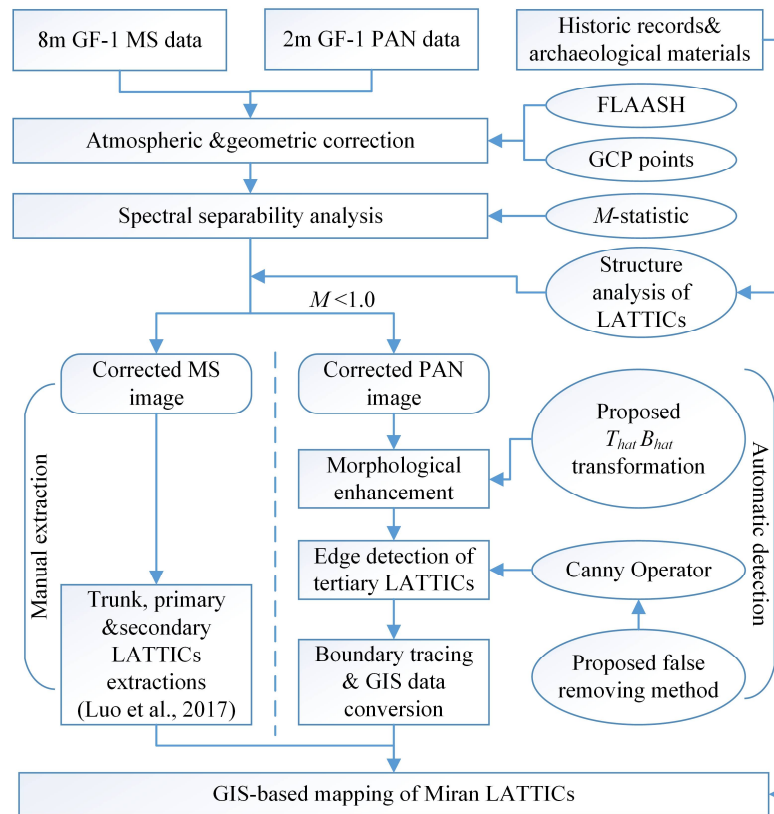 8m GF-1 MS data
2m GF-1 PAN data
Historic records&
archaeological materials
FLAASH
Atmospheric &geometric correction
GCP points
Spectral separability analysis
M-statistic
Structure
analysis of
LATTICs
M<1.0
Corrected MS
image
Corrected PAN
image
Proposed
That Bhat
transformation
Morphological
enhancement
Manual extraction
Automatic detection
Edge detection of
tertiary LATTICs
Canny Operator
Trunk, primary
&secondary
LATTICs
extractions
(Luo et al., 2017)
Boundary tracing
& GIS data
conversion
Proposed false
removing method
GIS-based mapping of Miran LATTICs